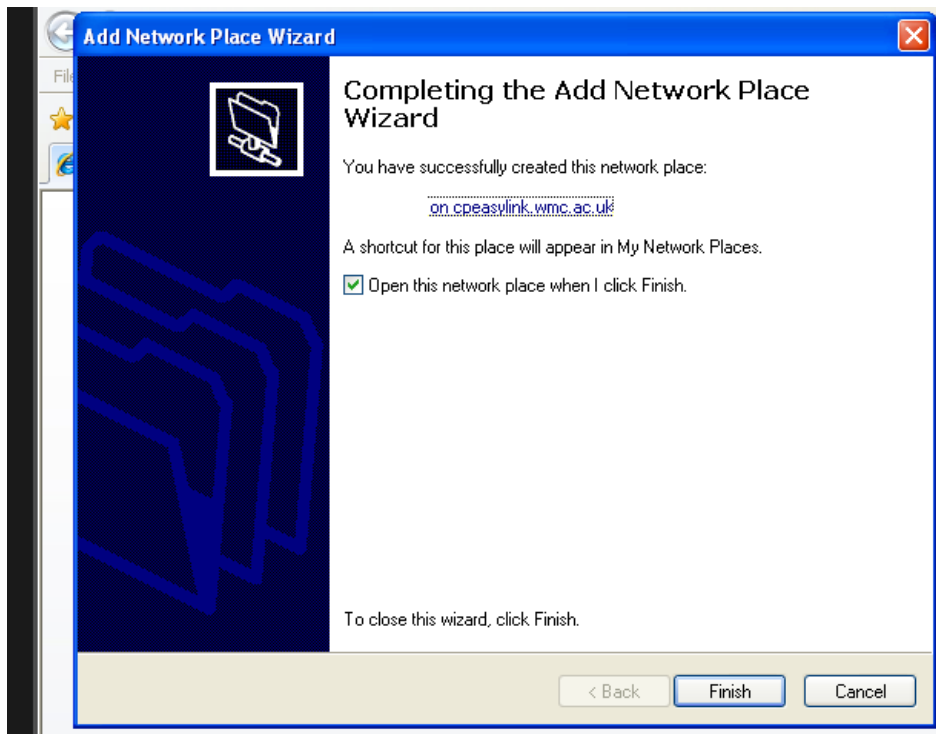 Add Network Place Wizard
File
Completing the Add Network Place
Wizard
You have successfully created this network place:
on cpeasylink.wmc.ac.uk
A shortcut for this place will appear in My Network Places.
Open this network place when I click Finish.
To close this wizard, click Finish.
< Back
Finish
Cancel